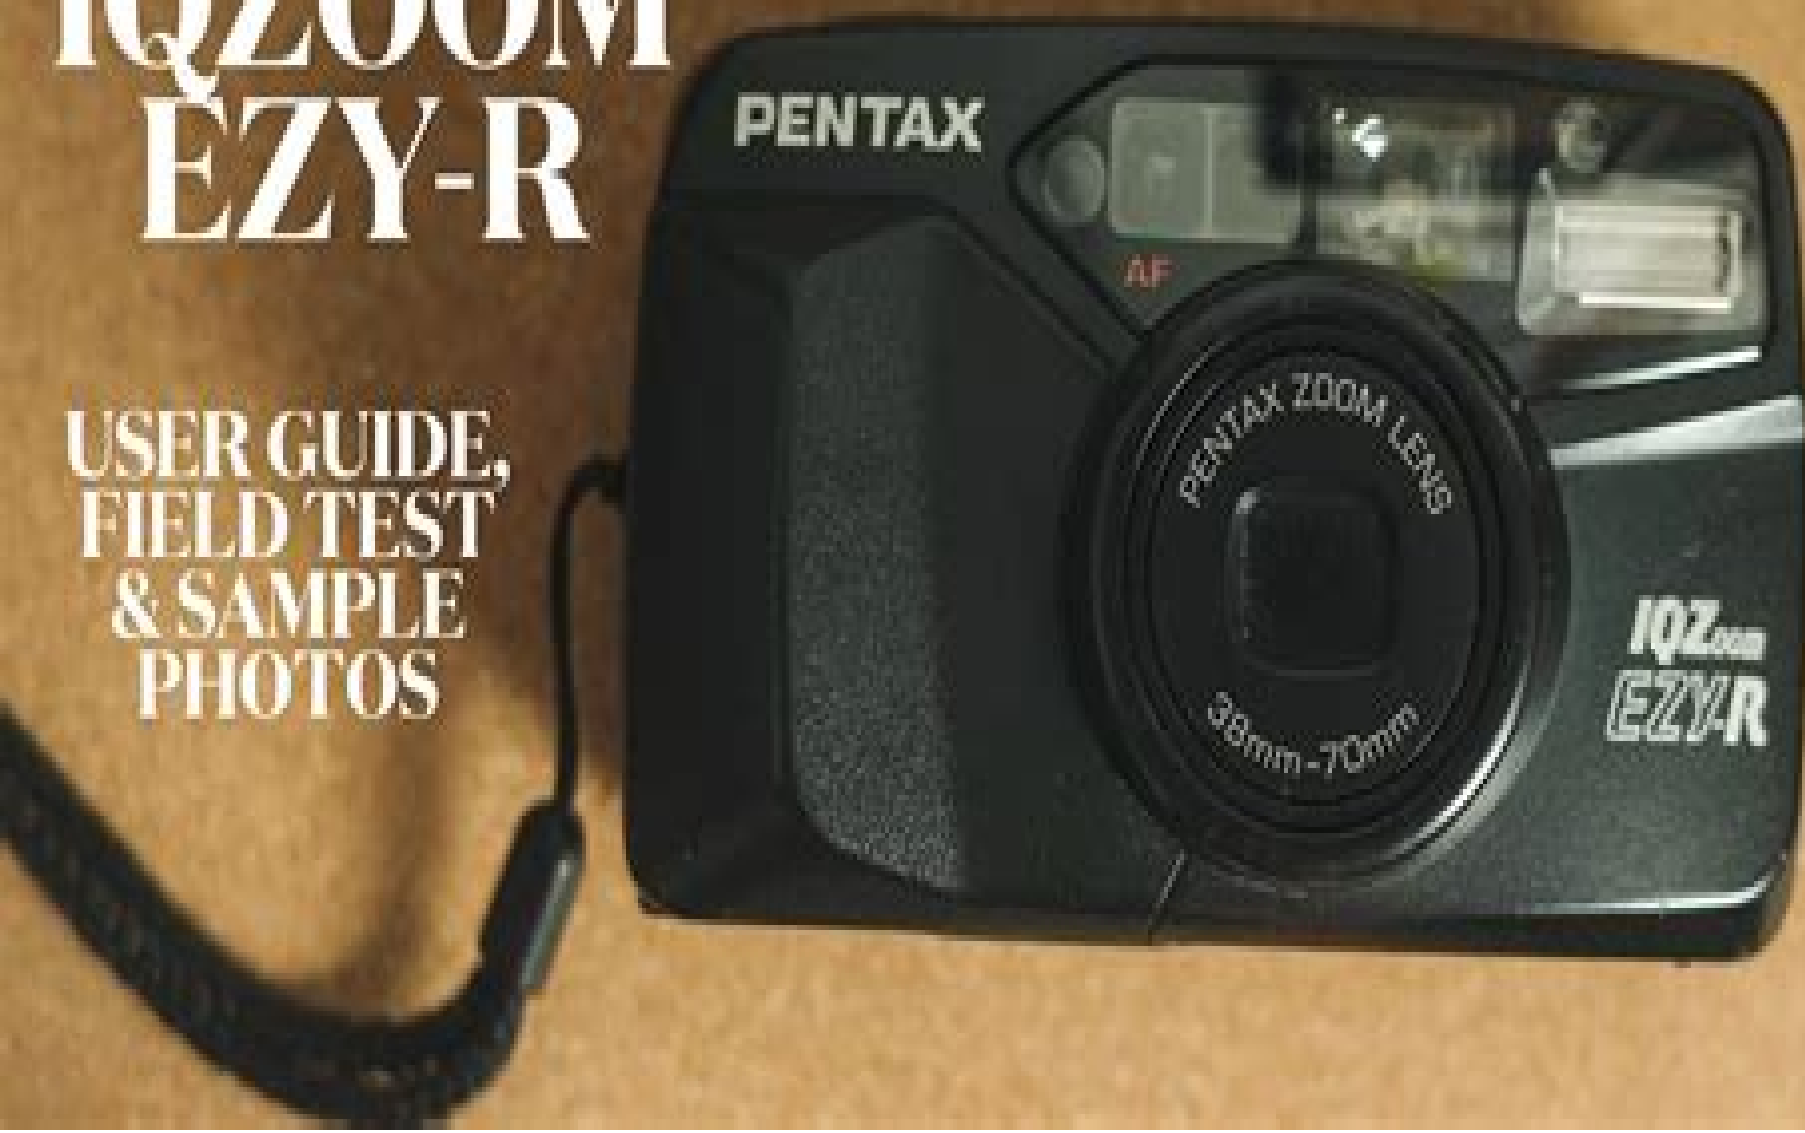 IQZOOM
EZY-R
USER GUIDE,
FIELD TEST
& SAMPLE
PHOTOS
PENTAX
AF
PENTAX ZOOM LENS
38mm-70mm
IQZoom
EZY-R